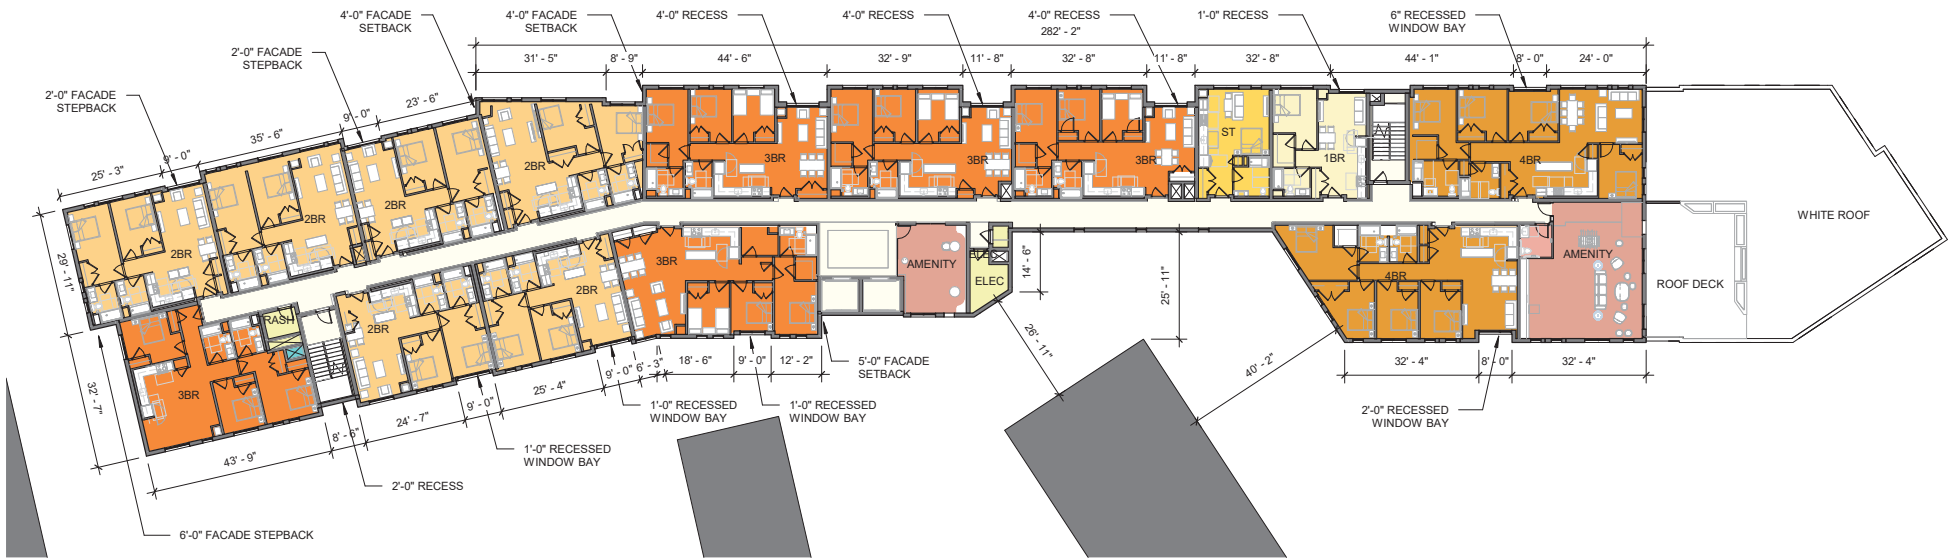 4'-0" FACADE
SETBACK
4'-0" FACADE
SETBACK
4'-0" RECESS
4'-0" RECESS
4'-0" RECESS
1'-0" RECESS
6" RECESSED
WINDOW BAY
282' - 2"
2'-0" FACADE
STEPBACK
2'-0" FACADE
STEPBACK
31' - 5"
8' - 9"
44' - 6"
32' - 9"
11' - 8"
32' - 8"
11' - 8"
32' - 8"
44' - 1"
8' - 0"
24' - 0"
25' - 3"
9' - 0"
35' - 6"
9' - 0"
23' - 6"
2BR
2BR
2BR
2BR
3BR
3BR
3BR
ST
1BR
4BR
29' - 11"
32' - 7"
3BR
RASH
2BR
2BR
3BR
AMENITY
ELEC
14' - 6"
25' - 11"
4BR
AMENITY
ROOF DECK
WHITE ROOF
26' - 11"
40' - 2"
43' - 9"
8' - 6"
24' - 7"
9' - 0"
25' - 4"
9' - 0"
6' - 3"
18' - 6"
9' - 0"
12' - 2"
32' - 4"
8' - 0"
32' - 4"
5'-0" FACADE
SETBACK
1'-0" RECESSED
WINDOW BAY
1'-0" RECESSED
WINDOW BAY
2'-0" RECESSED
WINDOW BAY
1'-0" RECESSED
WINDOW BAY
2'-0" RECESS
6'-0" FACADE STEPBACK